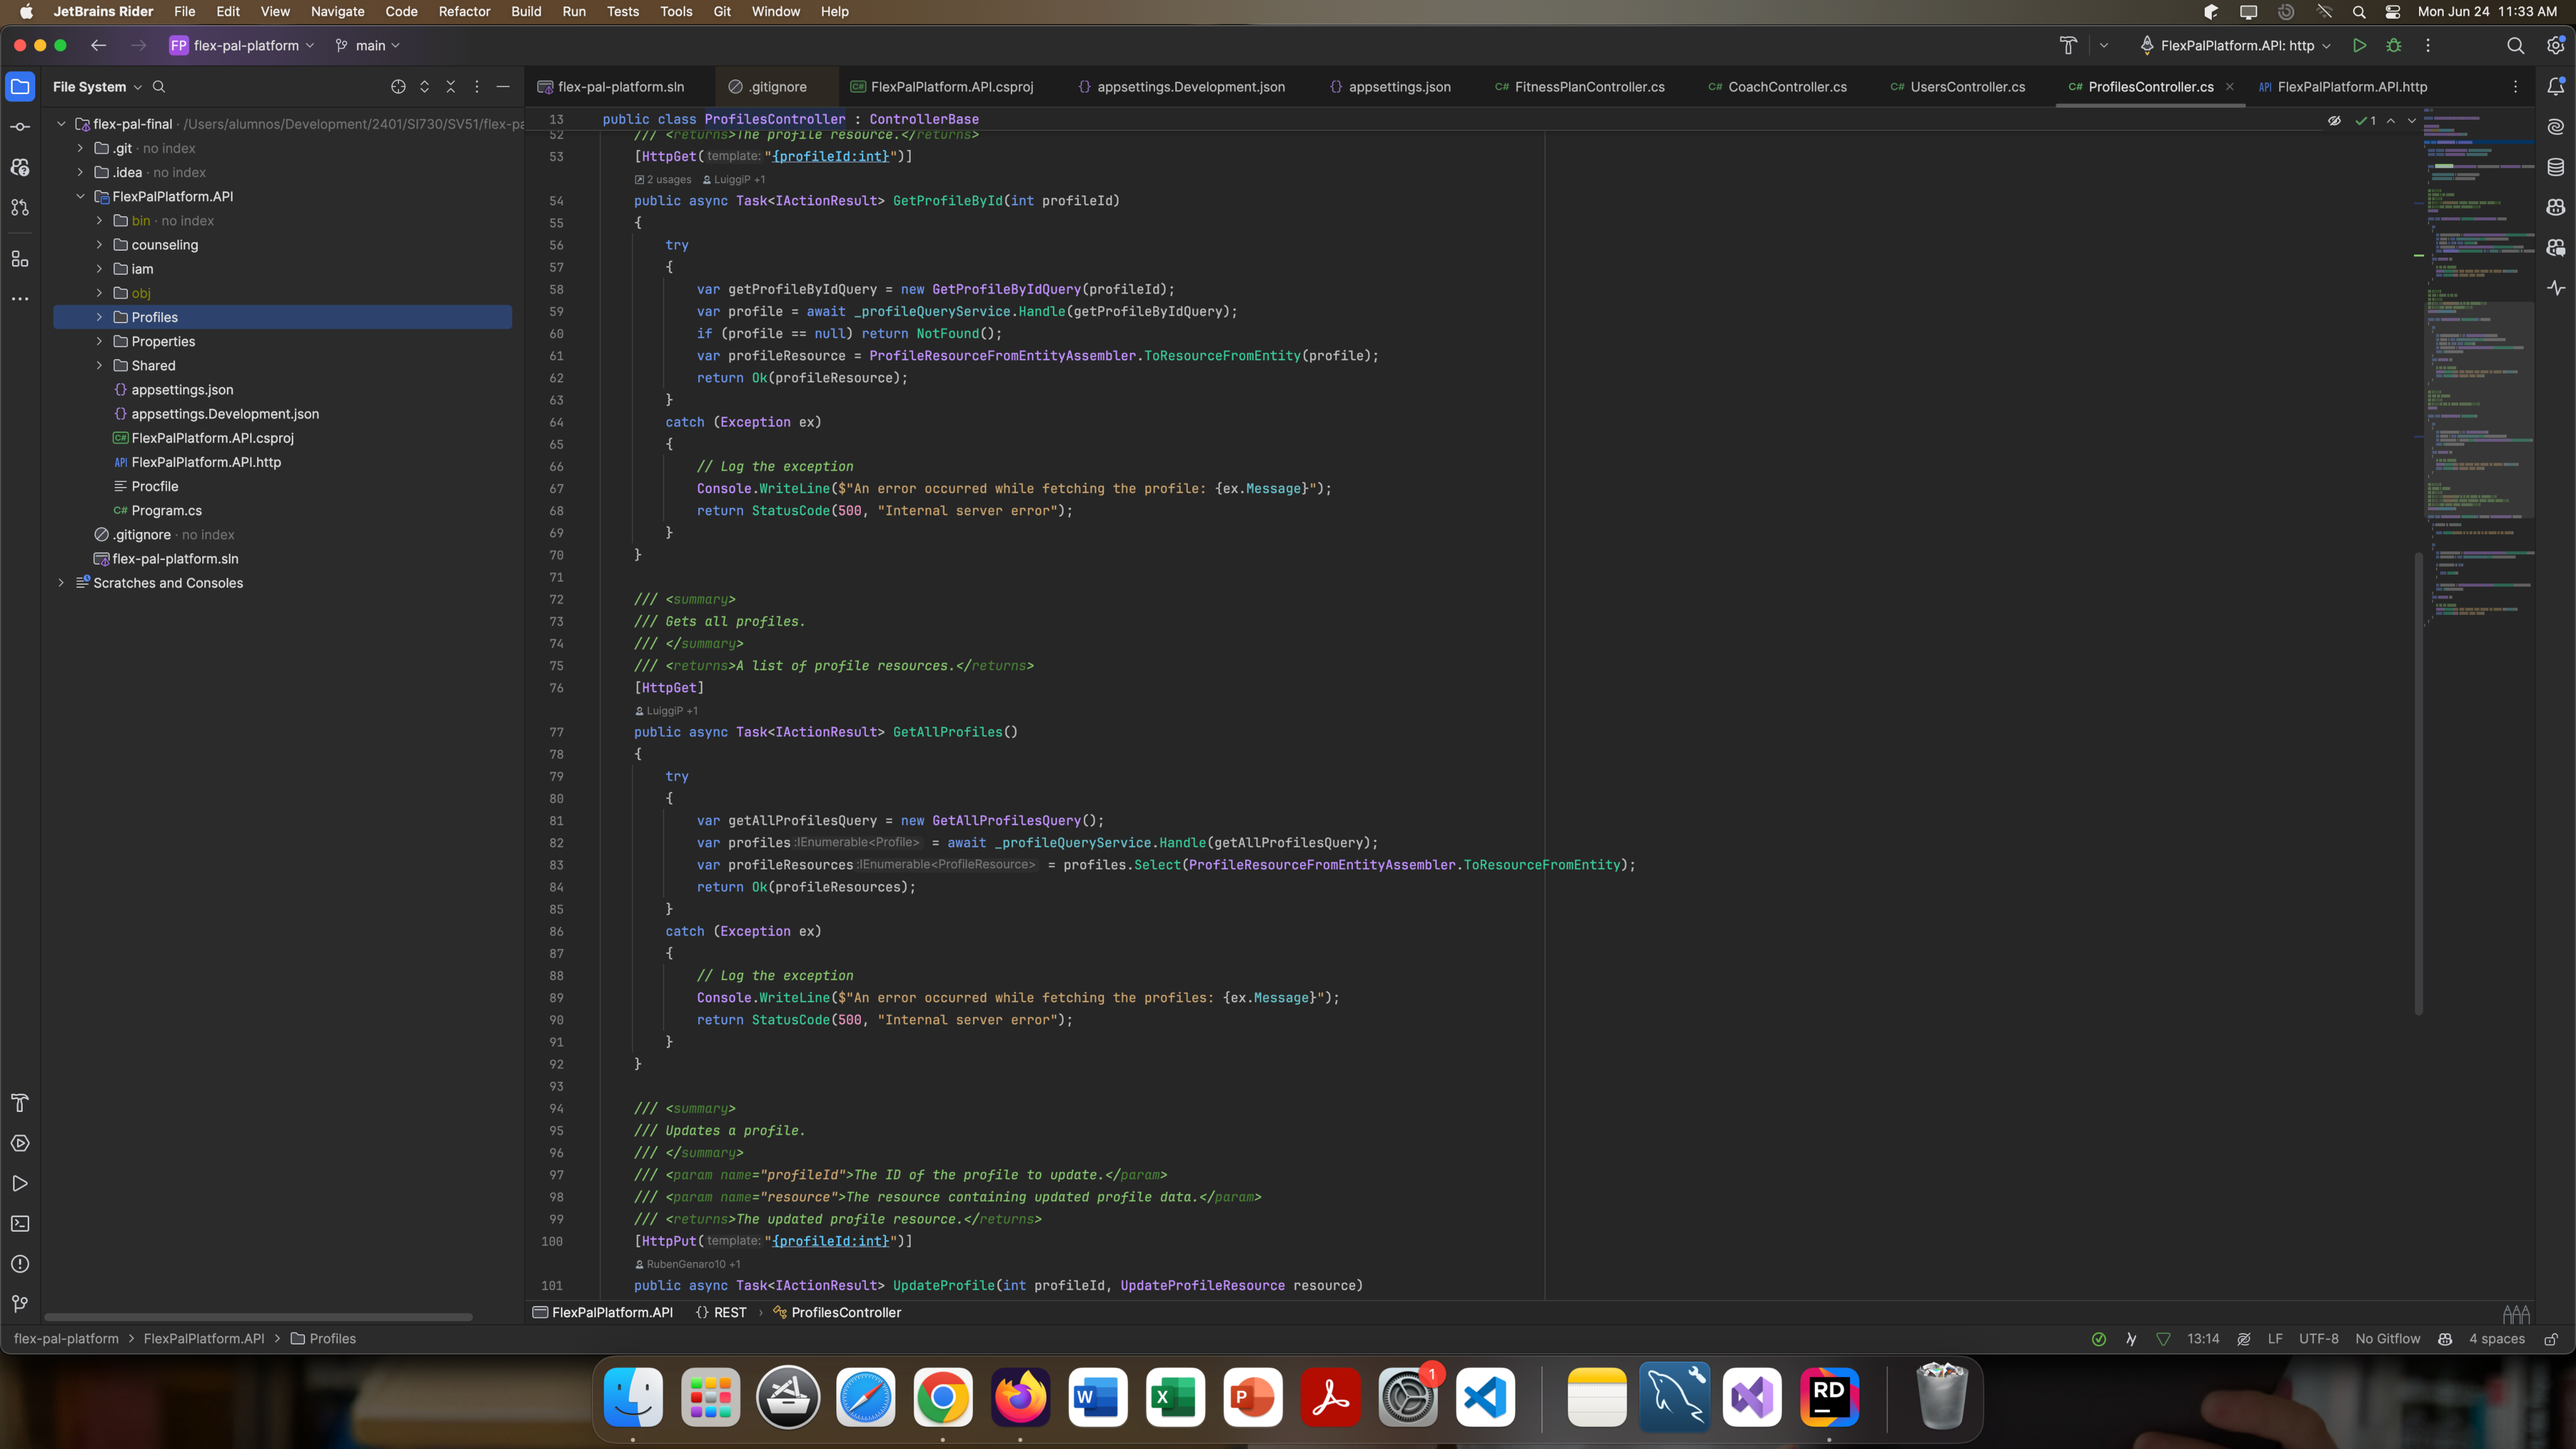 JetBrains Rider File Edit View Navigate Code Refactor Build Run Tests Tools Git Window Help Mon Jun 24 11:33 AM
FP flex-pal-platform main FlexPalPlatform.API: http
File System
flex-pal-platform.sln .gitignore FlexPalPlatform.API.csproj appsettings.Development.json appsettings.json FitnessPlanController.cs CoachController.cs UsersController.cs ProfilesController.cs FlexPalPlatform.API.http
flex-pal-final · /Users/alumnos/Development/2401/SI730/SV51/flex-pa
.git · no index
.idea · no index
FlexPalPlatform.API
bin · no index
counseling
iam
obj
Profiles
Properties
Shared
appsettings.json
appsettings.Development.json
FlexPalPlatform.API.csproj
API FlexPalPlatform.API.http
Procfile
C# Program.cs
.gitignore · no index
flex-pal-platform.sln
Scratches and Consoles
13 public class ProfilesController : ControllerBase
1
52 /// <returns>The profile resource.</returns>
53 [HttpGet( template: "{profileId:int}")]
2 usages LuiggiP +1
54 public async Task<IActionResult> GetProfileById(int profileId)
55 {
56 try
57 {
58 var getProfileByIdQuery = new GetProfileByIdQuery(profileId);
59 var profile = await _profileQueryService.Handle(getProfileByIdQuery);
60 if (profile == null) return NotFound();
61 var profileResource = ProfileResourceFromEntityAssembler.ToResourceFromEntity(profile);
62 return Ok(profileResource);
63 }
64 catch (Exception ex)
65 {
66 // Log the exception
67 Console.WriteLine($"An error occurred while fetching the profile: {ex.Message}");
68 return StatusCode(500, "Internal server error");
69 }
70 }
71
72 /// <summary>
73 /// Gets all profiles.
74 /// </summary>
75 /// <returns>A list of profile resources.</returns>
76 [HttpGet]
LuiggiP +1
77 public async Task<IActionResult> GetAllProfiles()
78 {
79 try
80 {
81 var getAllProfilesQuery = new GetAllProfilesQuery();
82 var profiles :IEnumerable<Profile> = await _profileQueryService.Handle(getAllProfilesQuery);
83 var profileResources :IEnumerable<ProfileResource> = profiles.Select(ProfileResourceFromEntityAssembler.ToResourceFromEntity);
84 return Ok(profileResources);
85 }
86 catch (Exception ex)
87 {
88 // Log the exception
89 Console.WriteLine($"An error occurred while fetching the profiles: {ex.Message}");
90 return StatusCode(500, "Internal server error");
91 }
92 }
93
94 /// <summary>
95 /// Updates a profile.
96 /// </summary>
97 /// <param name="profileId">The ID of the profile to update.</param>
98 /// <param name="resource">The resource containing updated profile data.</param>
99 /// <returns>The updated profile resource.</returns>
100 [HttpPut( template: "{profileId:int}")]
RubenGenaro10 +1
101 public async Task<IActionResult> UpdateProfile(int profileId, UpdateProfileResource resource)
FlexPalPlatform.API {} REST › ProfilesController
flex-pal-platform › FlexPalPlatform.API › Profiles 13:14 LF UTF-8 No Gitflow 4 spaces
W X P 1 RD